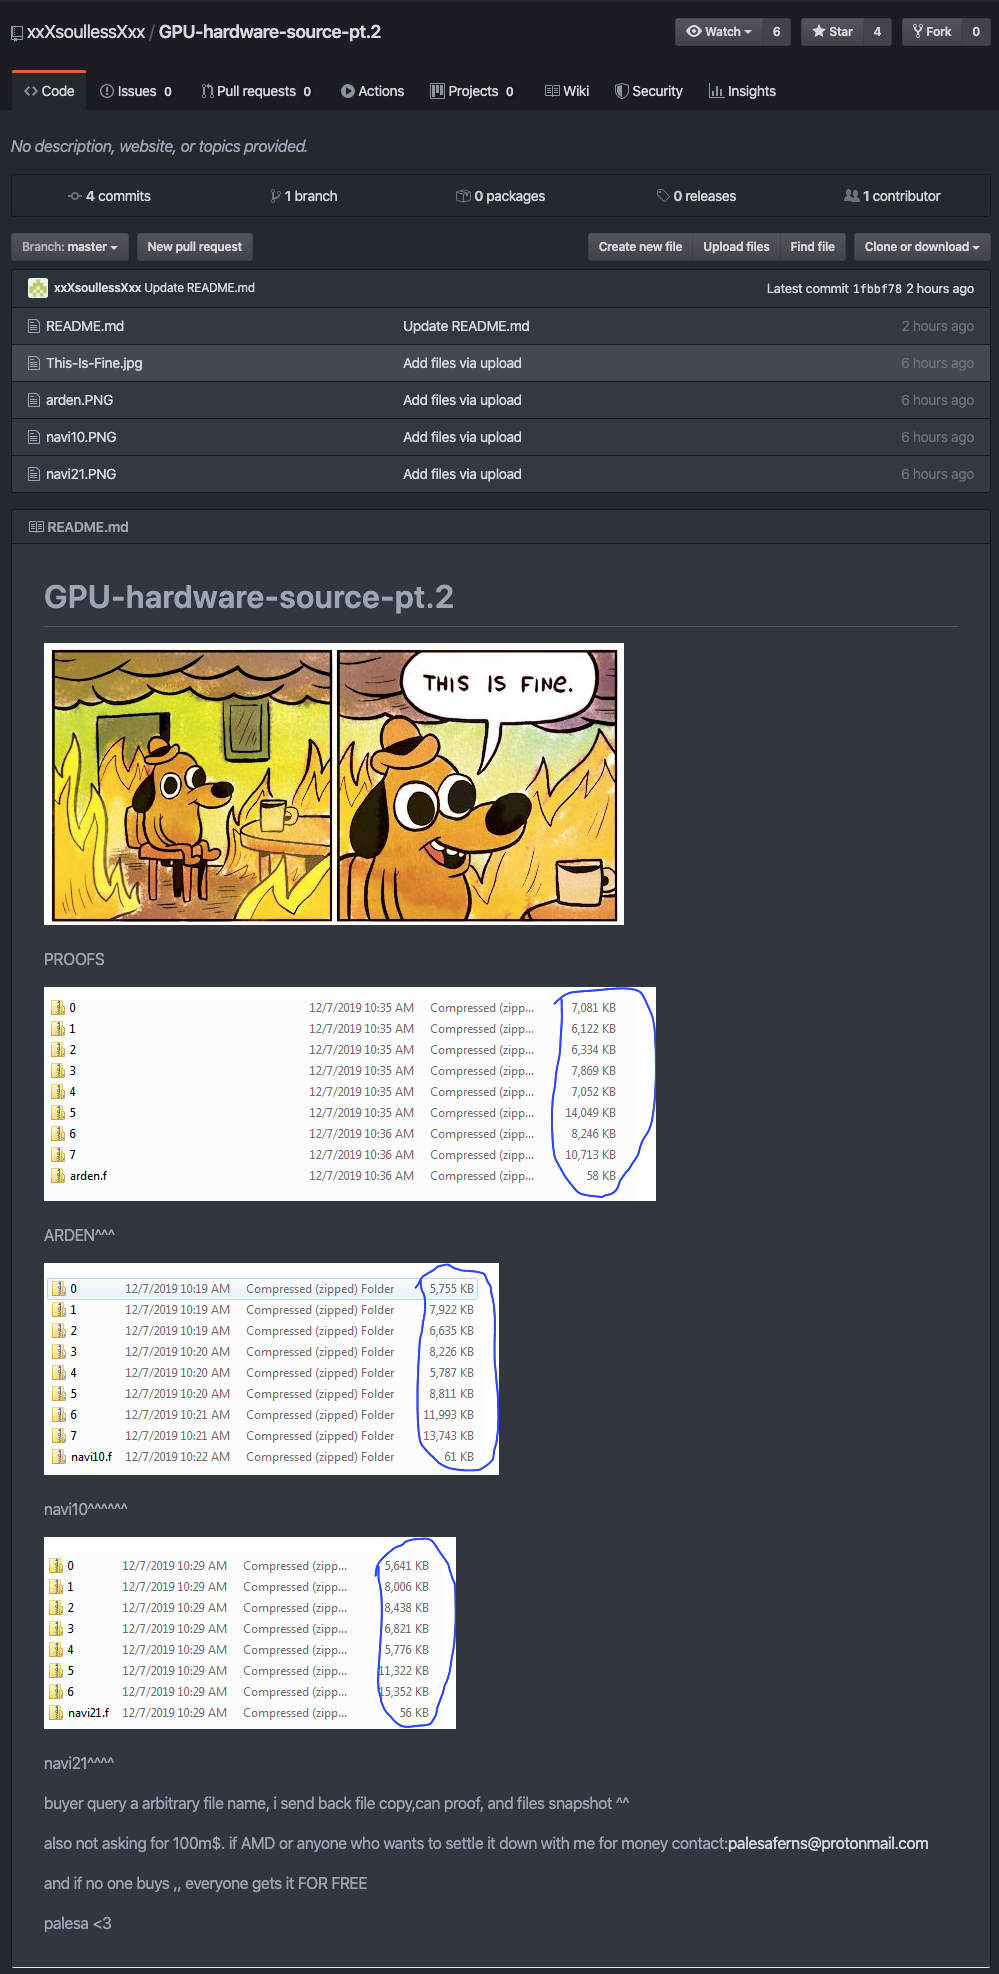 xxXsoullessXxx / GPU-hardware-source-pt.2 Watch 6 Star 4 Fork 0
Code Issues 0 Pull requests 0 Actions Projects 0 Wiki Security Insights
No description, website, or topics provided.
4 commits 1 branch 0 packages 0 releases 1 contributor
Branch: master New pull request Create new file Upload files Find file Clone or download
xxXsoullessXxx Update README.md Latest commit 1fbbf78 2 hours ago
README.md Update README.md 2 hours ago
This-Is-Fine.jpg Add files via upload 6 hours ago
arden.PNG Add files via upload 6 hours ago
navi10.PNG Add files via upload 6 hours ago
navi21.PNG Add files via upload 6 hours ago
README.md
GPU-hardware-source-pt.2
THIS IS FINE.
PROOFS
0 12/7/2019 10:35 AM Compressed (zipp... 7,081 KB
1 12/7/2019 10:35 AM Compressed (zipp... 6,122 KB
2 12/7/2019 10:35 AM Compressed (zipp... 6,334 KB
3 12/7/2019 10:35 AM Compressed (zipp... 7,869 KB
4 12/7/2019 10:35 AM Compressed (zipp... 7,052 KB
5 12/7/2019 10:35 AM Compressed (zipp... 14,049 KB
6 12/7/2019 10:36 AM Compressed (zipp... 8,246 KB
7 12/7/2019 10:36 AM Compressed (zipp... 10,713 KB
arden.f 12/7/2019 10:36 AM Compressed (zipp... 58 KB
ARDEN^^^
0 12/7/2019 10:19 AM Compressed (zipped) Folder 5,755 KB
1 12/7/2019 10:19 AM Compressed (zipped) Folder 7,922 KB
2 12/7/2019 10:19 AM Compressed (zipped) Folder 6,635 KB
3 12/7/2019 10:20 AM Compressed (zipped) Folder 8,226 KB
4 12/7/2019 10:20 AM Compressed (zipped) Folder 5,787 KB
5 12/7/2019 10:20 AM Compressed (zipped) Folder 8,811 KB
6 12/7/2019 10:21 AM Compressed (zipped) Folder 11,993 KB
7 12/7/2019 10:21 AM Compressed (zipped) Folder 13,743 KB
navi10.f 12/7/2019 10:22 AM Compressed (zipped) Folder 61 KB
navi10^^^^^^
0 12/7/2019 10:29 AM Compressed (zipp... 5,641 KB
1 12/7/2019 10:29 AM Compressed (zipp... 8,006 KB
2 12/7/2019 10:29 AM Compressed (zipp... 8,438 KB
3 12/7/2019 10:29 AM Compressed (zipp... 6,821 KB
4 12/7/2019 10:29 AM Compressed (zipp... 5,776 KB
5 12/7/2019 10:29 AM Compressed (zipp... 11,322 KB
6 12/7/2019 10:29 AM Compressed (zipp... 15,352 KB
navi21.f 12/7/2019 10:29 AM Compressed (zipp... 56 KB
navi21^^^^
buyer query a arbitrary file name, i send back file copy,can proof, and files snapshot ^^
also not asking for 100m$. if AMD or anyone who wants to settle it down with me for money contact:palesaferns@protonmail.com
and if no one buys ,, everyone gets it FOR FREE
palesa <3